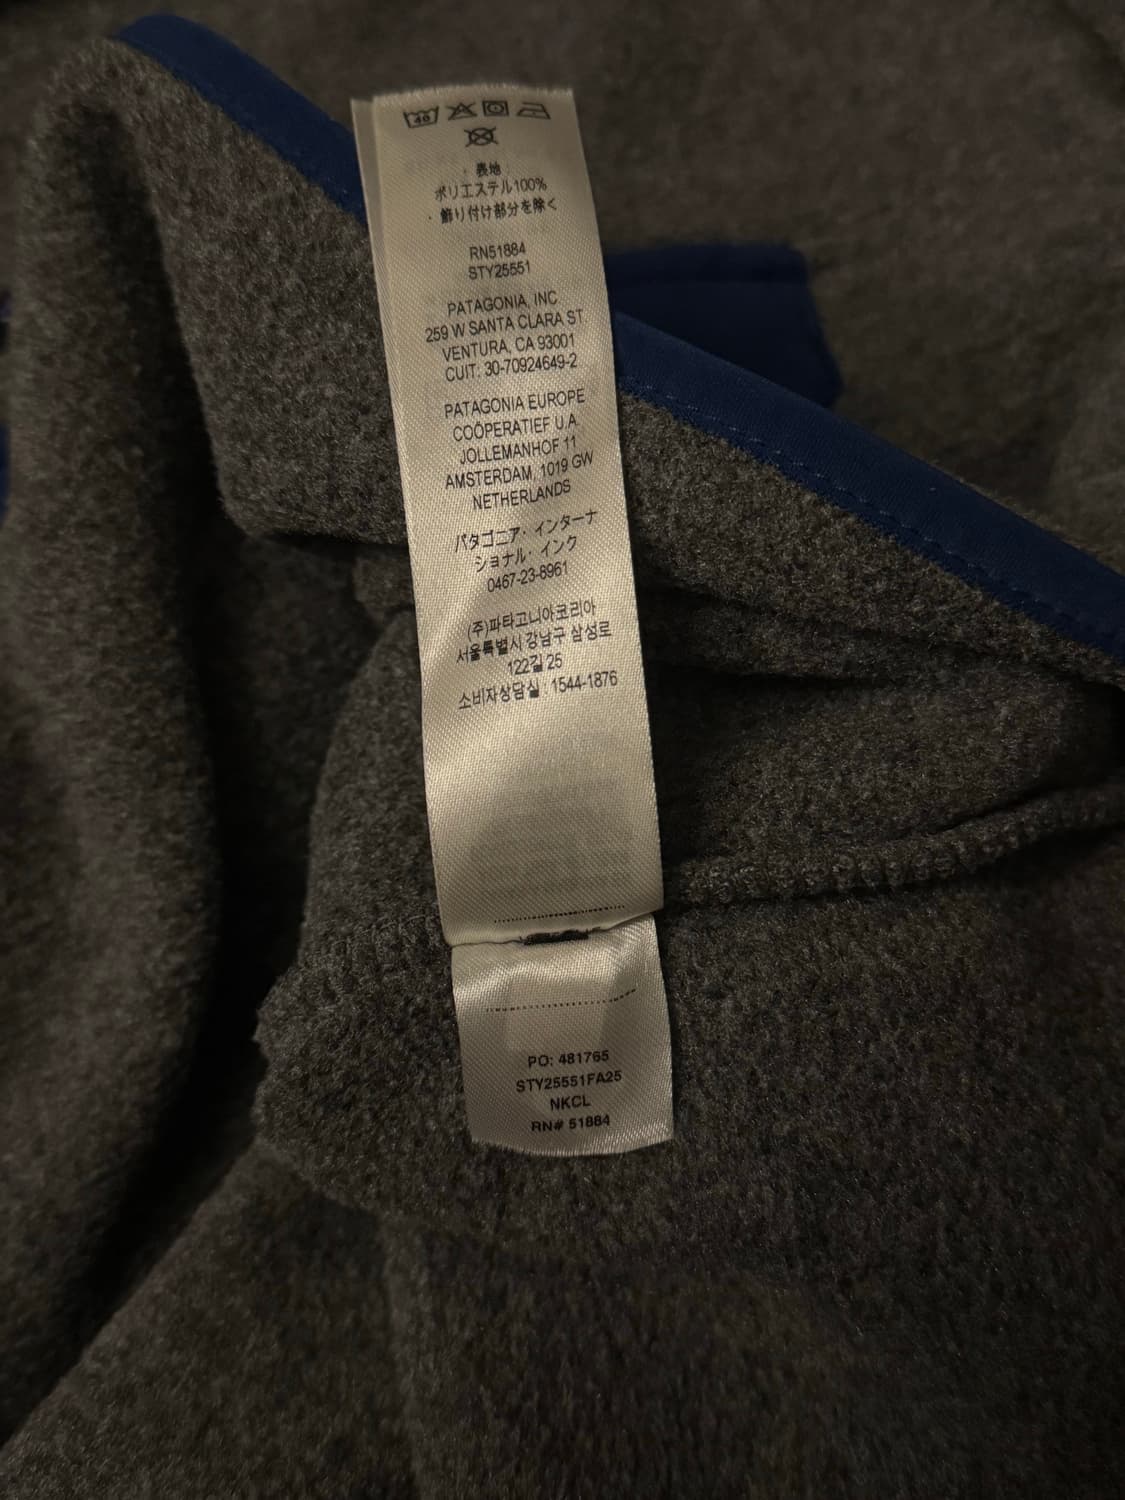 40
・表地
ポリエステル100%
・飾り付け部分を除く
RN51884
STY25551
PATAGONIA, INC
259 W SANTA CLARA ST
VENTURA, CA 93001
CUIT: 30-70924649-2
PATAGONIA EUROPE
COÖPERATIEF U.A.
JOLLEMANHOF 11
AMSTERDAM, 1019 GW
NETHERLANDS
パタゴニア・インターナ
ショナル・インク
0467-23-8961
(주)파타고니아코리아
서울특별시 강남구 삼성로
122길 25
소비자상담실 : 1544-1876
PO: 481765
STY25551FA25
NKCL
RN# 51884